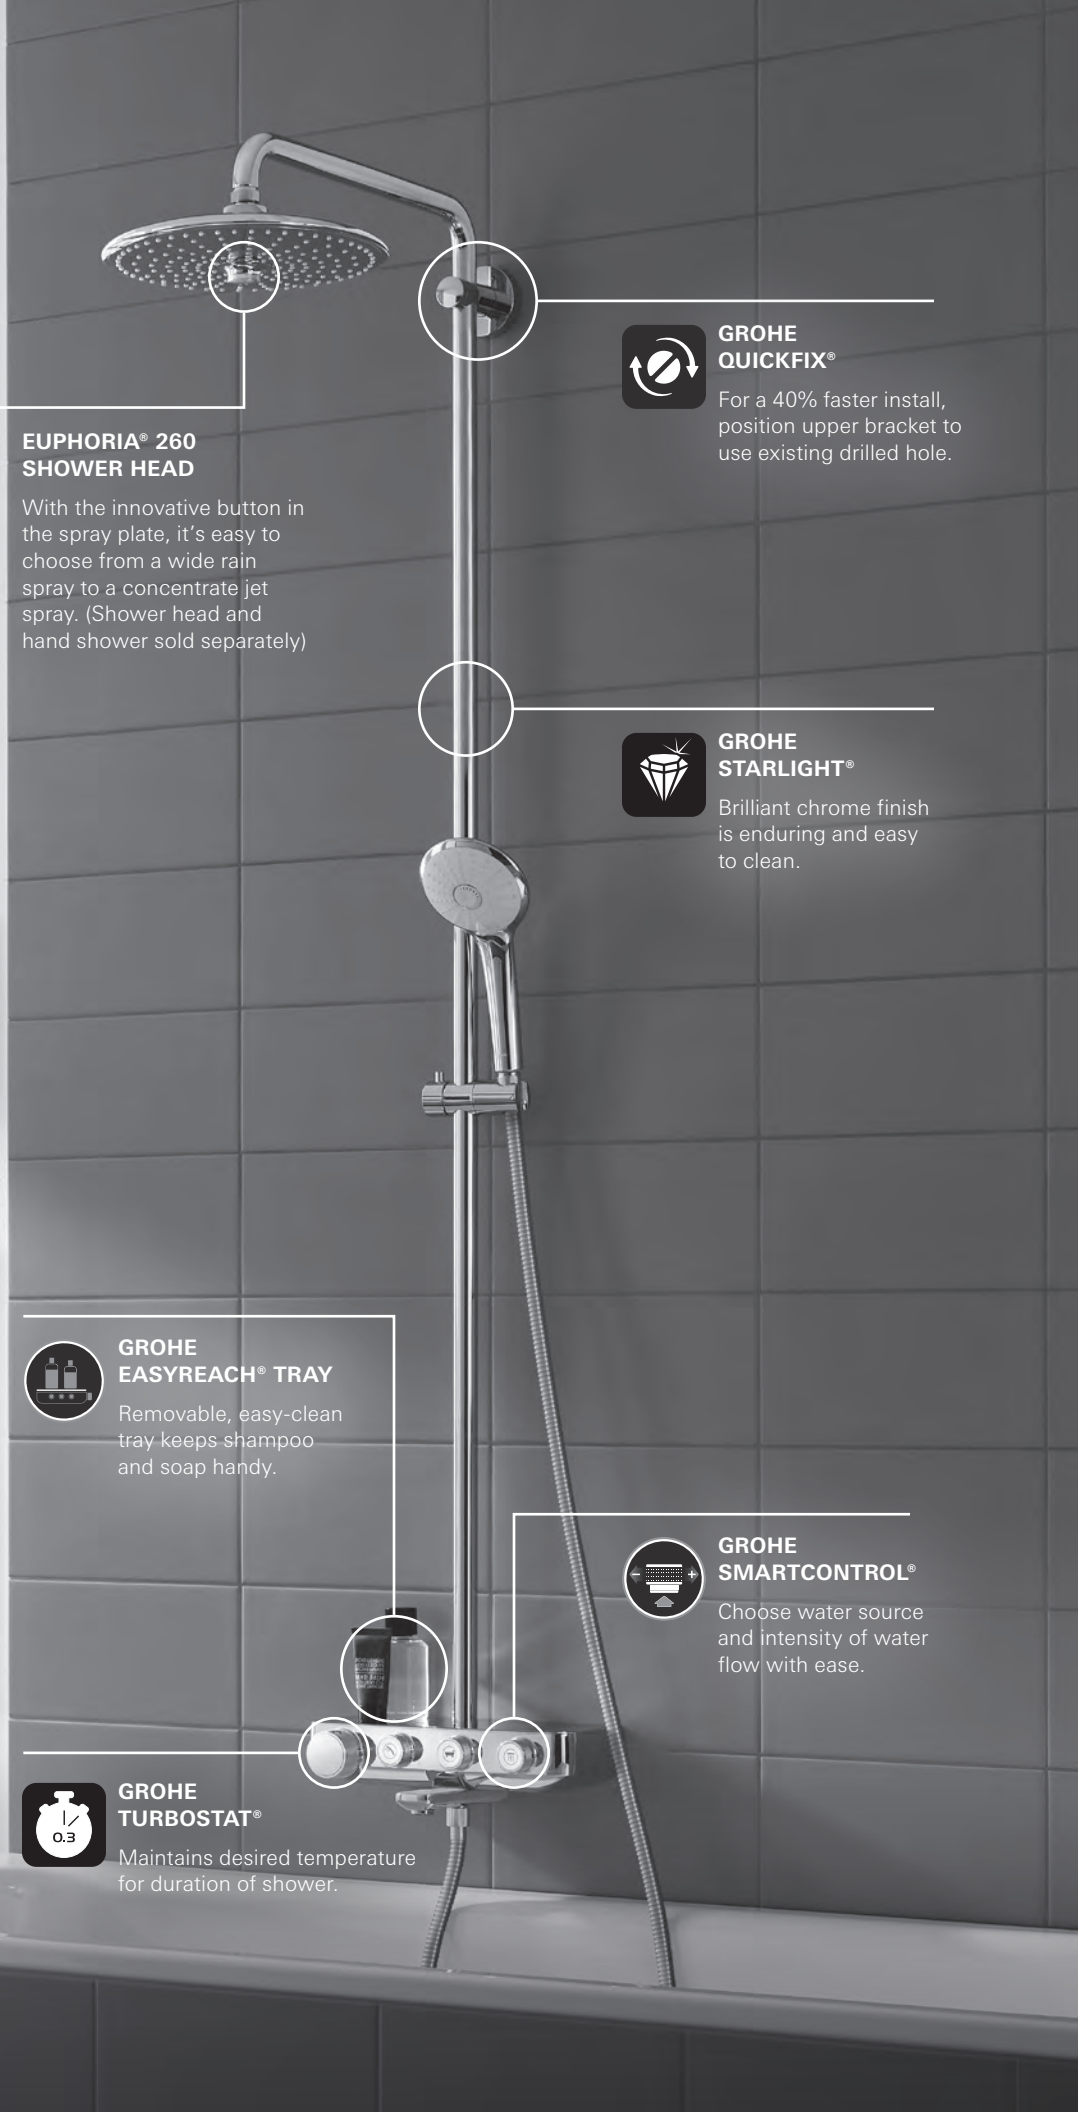 GROHE
QUICKFIX®
For a 40% faster install,
position upper bracket to
use existing drilled hole.
EUPHORIA® 260
SHOWER HEAD
With the innovative button in
the spray plate, it's easy to
choose from a wide rain
spray to a concentrate jet
spray. (Shower head and
hand shower sold separately)
GROHE
STARLIGHT®
Brilliant chrome finish
is enduring and easy
to clean.
GROHE
EASYREACH® TRAY
Removable, easy-clean
tray keeps shampoo
and soap handy.
GROHE
SMARTCONTROL®
Choose water source
and intensity of water
flow with ease.
GROHE
TURBOSTAT®
Maintains desired temperature
for duration of shower.
0.3